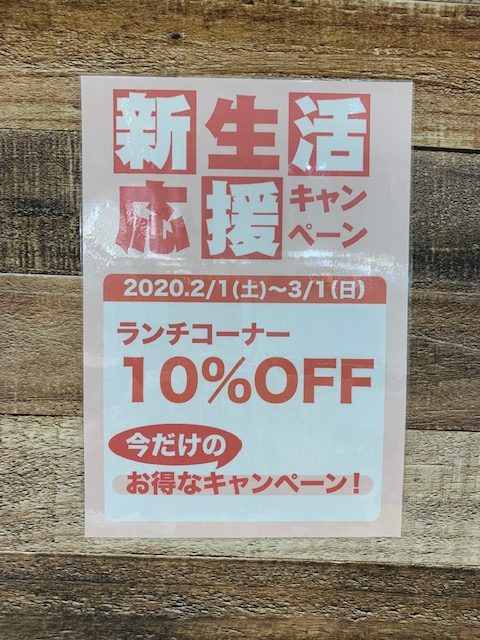 新生活
応援キャンペーン
2020.2/1(土)〜3/1(日)
ランチコーナー
10%OFF
今だけの
お得なキャンペーン!